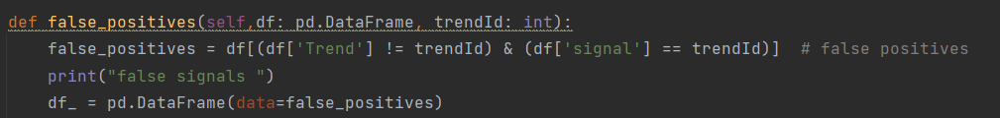 def false_positives(self,df: pd.DataFrame, trendId: int):
    false_positives = df[(df['Trend'] != trendId) & (df['signal'] == trendId)]  # false positives
    print("false signals ")
    df_ = pd.DataFrame(data=false_positives)